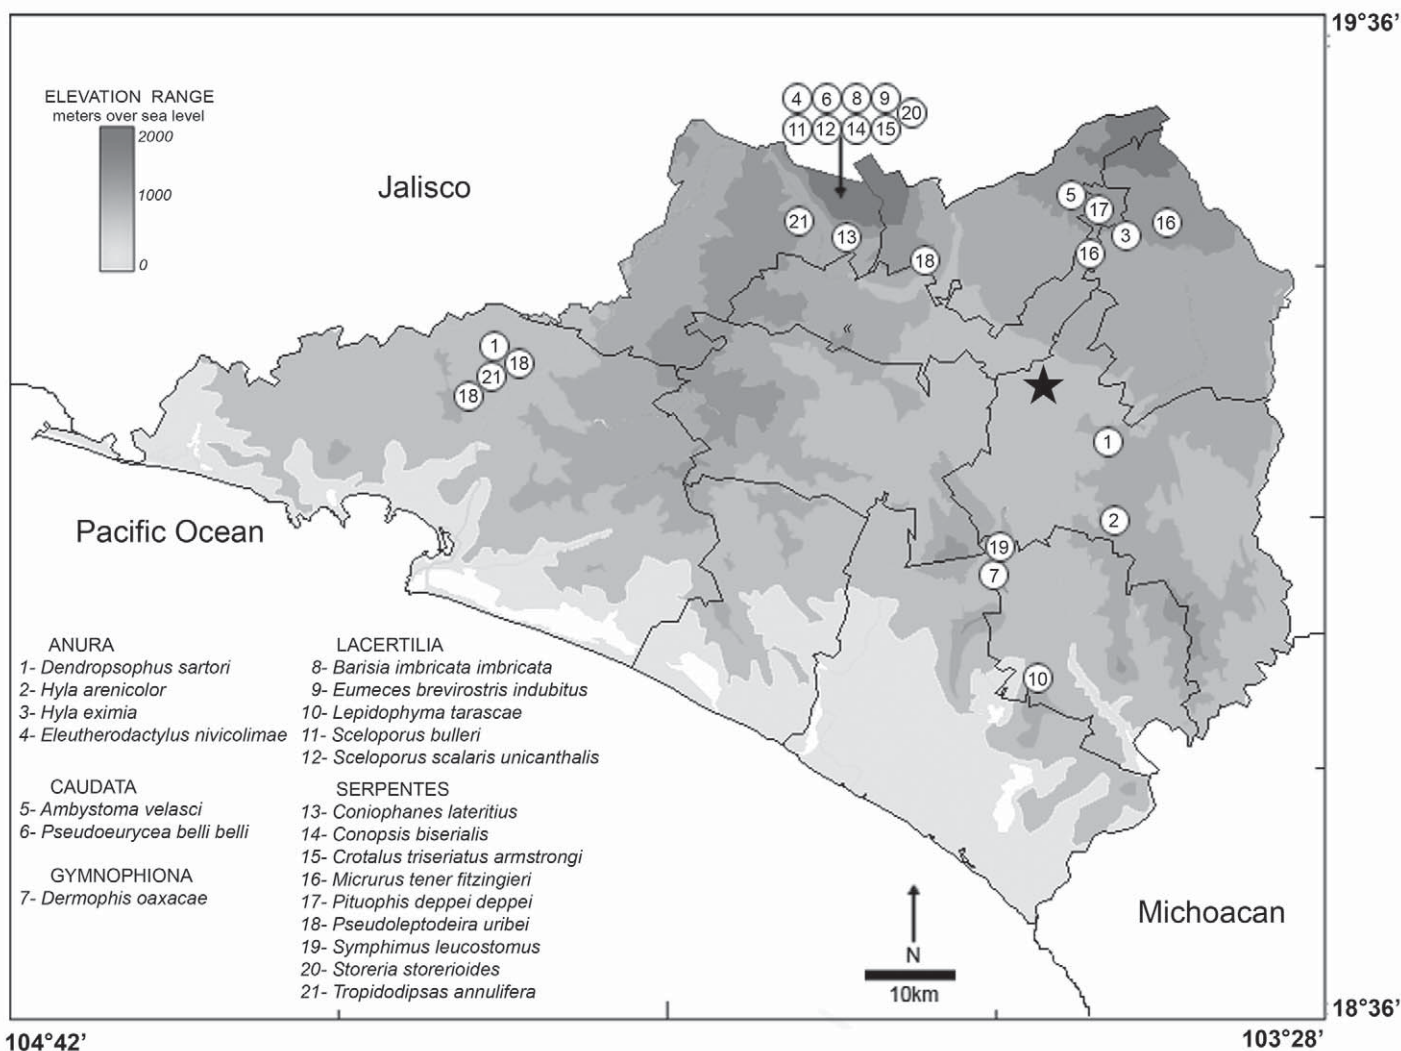 19°36’
ELEVATION RANGE
meters over sea level
2000
1000
0
4 6 8 9 20
11 12 14 15
Jalisco
5
17
21
16
13
3
16
18
1
18
21
18
1
2
Pacific Ocean
19
7
10
ANURA
1- Dendropsophus sartori
2- Hyla arenicolor
3- Hyla eximia
4- Eleutherodactylus nivicolimae
CAUDATA
5- Ambystoma velasci
6- Pseudoeurycea belli belli
GYMNOPHIONA
7- Dermophis oaxacae
LACERTILIA
8- Barisia imbricata imbricata
9- Eumeces brevirostris indubitus
10- Lepidophyma tarascae
11- Sceloporus bulleri
12- Sceloporus scalaris unicanthalis
SERPENTES
13- Coniophanes lateritius
14- Conopsis biserialis
15- Crotalus triseriatus armstrongi
16- Micrurus tener fitzingieri
17- Pituophis deppei deppei
18- Pseudoleptodeira uribei
19- Symphimus leucostomus
20- Storeria storerioides
21- Tropidodipsas annulifera
Michoacan
N
10km
18°36’
104°42’
103°28’